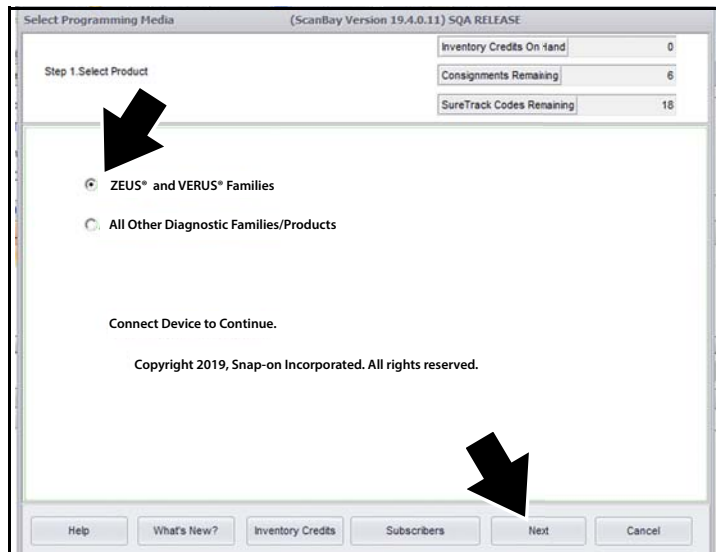 Select Programming Media (ScanBay Version 19.4.0.11) SQA RELEASE
Inventory Credits On Hand 0
Step 1.Select Product
Consignments Remaining 6
SureTrack Codes Remaining 18
ZEUS® and VERUS® Families
All Other Diagnostic Families/Products
Connect Device to Continue.
Copyright 2019, Snap-on Incorporated. All rights reserved.
Help What's New? Inventory Credits Subscribers Next Cancel